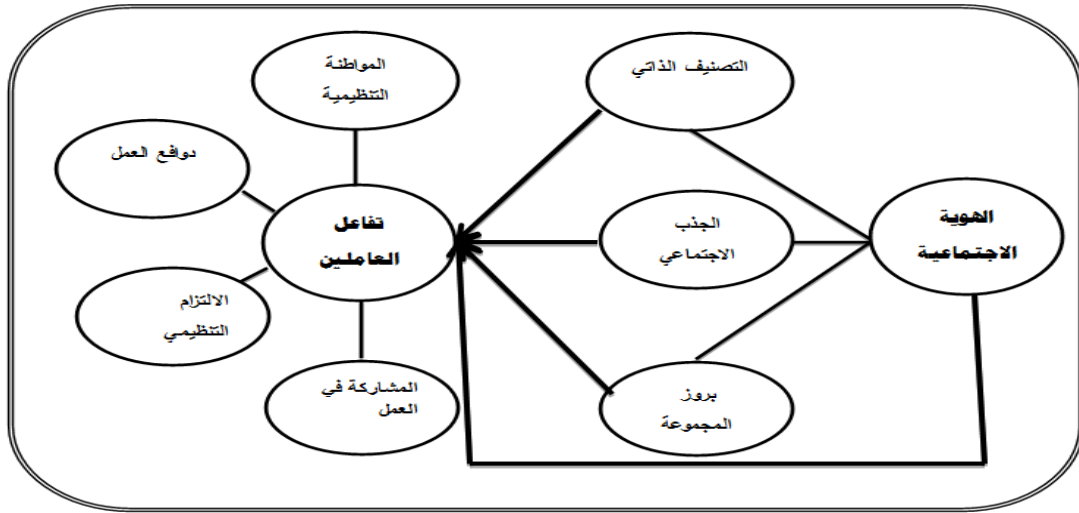 الهوية
الاجتماعية
التصنيف الذاتي
الجذب
الاجتماعي
بروز
المجموعة
تفاعل
العاملين
المواطنة
التنظيمية
دوافع العمل
الالتزام
التنظيمي
المشاركة في
العمل